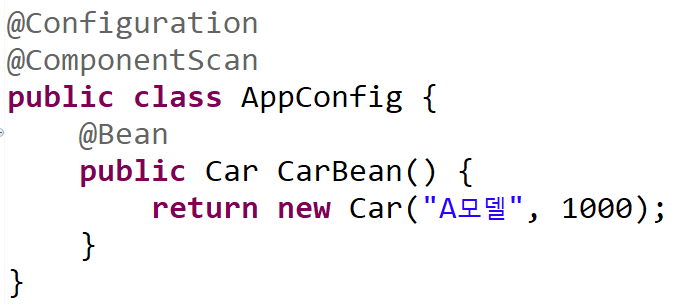 @Configuration
@ComponentScan
public class AppConfig {
    @Bean
    public Car CarBean() {
        return new Car("A모델", 1000);
    }
}